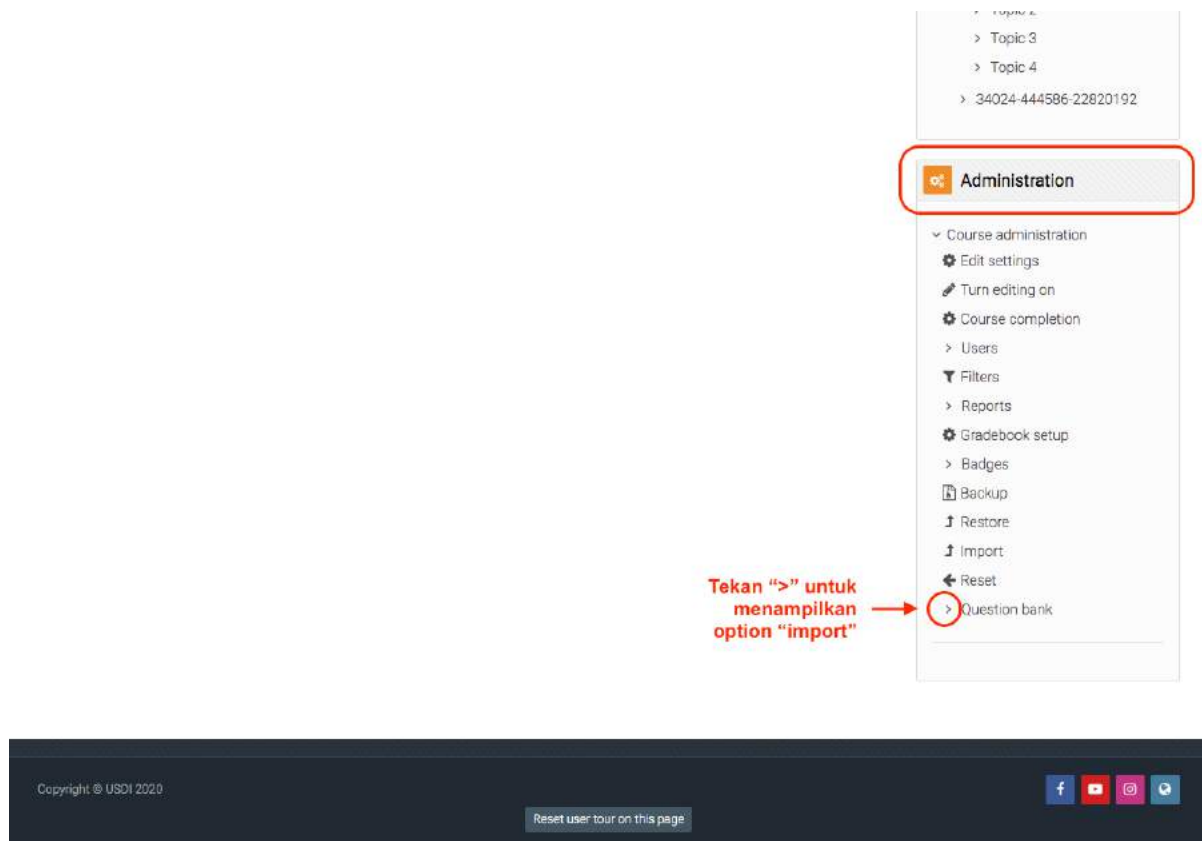 Topic 2
> Topic 3
> Topic 4
> 34024-444586-22820192
Administration
Course administration
Edit settings
Turn editing on
Course completion
> Users
Filters
> Reports
Gradebook setup
> Badges
Backup
Restore
Import
Reset
Tekan “>” untuk
menampilkan
option “import”
> Question bank
Copyright © USDI 2020
Reset user tour on this page